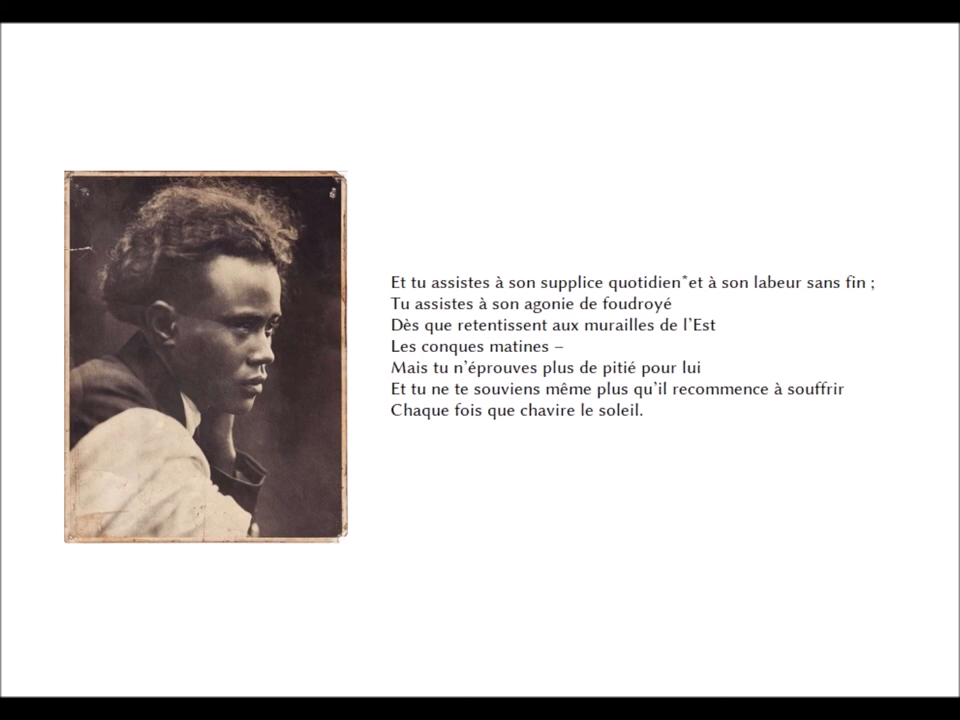 Et tu assistes à son supplice quotidien*et à son labeur sans fin ;
Tu assistes à son agonie de foudroyé
Dès que retentissent aux murailles de l'Est
Les conques matines –
Mais tu n'éprouves plus de pitié pour lui
Et tu ne te souviens même plus qu'il recommence à souffrir
Chaque fois que chavire le soleil.